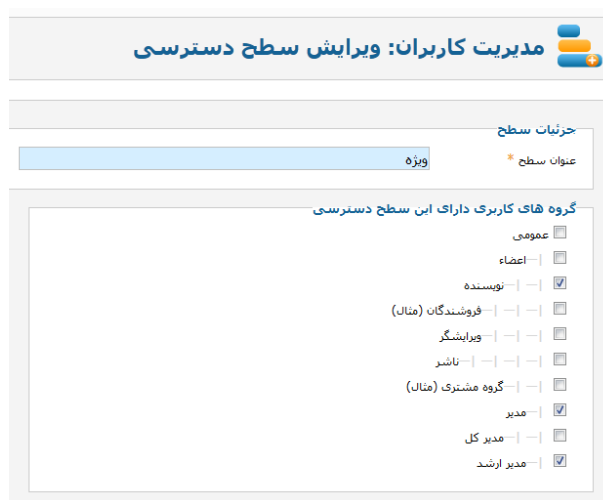 مدیریت کاربران: ویرایش سطح دسترسی
جزئیات سطح
عنوان سطح *
ویژه
گروه های کاربری دارای این سطح دسترسی
عمومی
|—اعضاء
|—|—نویسنده
|—|—|—فروشندگان (مثال)
|—|—|—ویرایشگر
|—|—|—|—ناشر
|—|—گروه مشتری (مثال)
|—مدیر
|—|—مدیر کل
|—مدیر ارشد